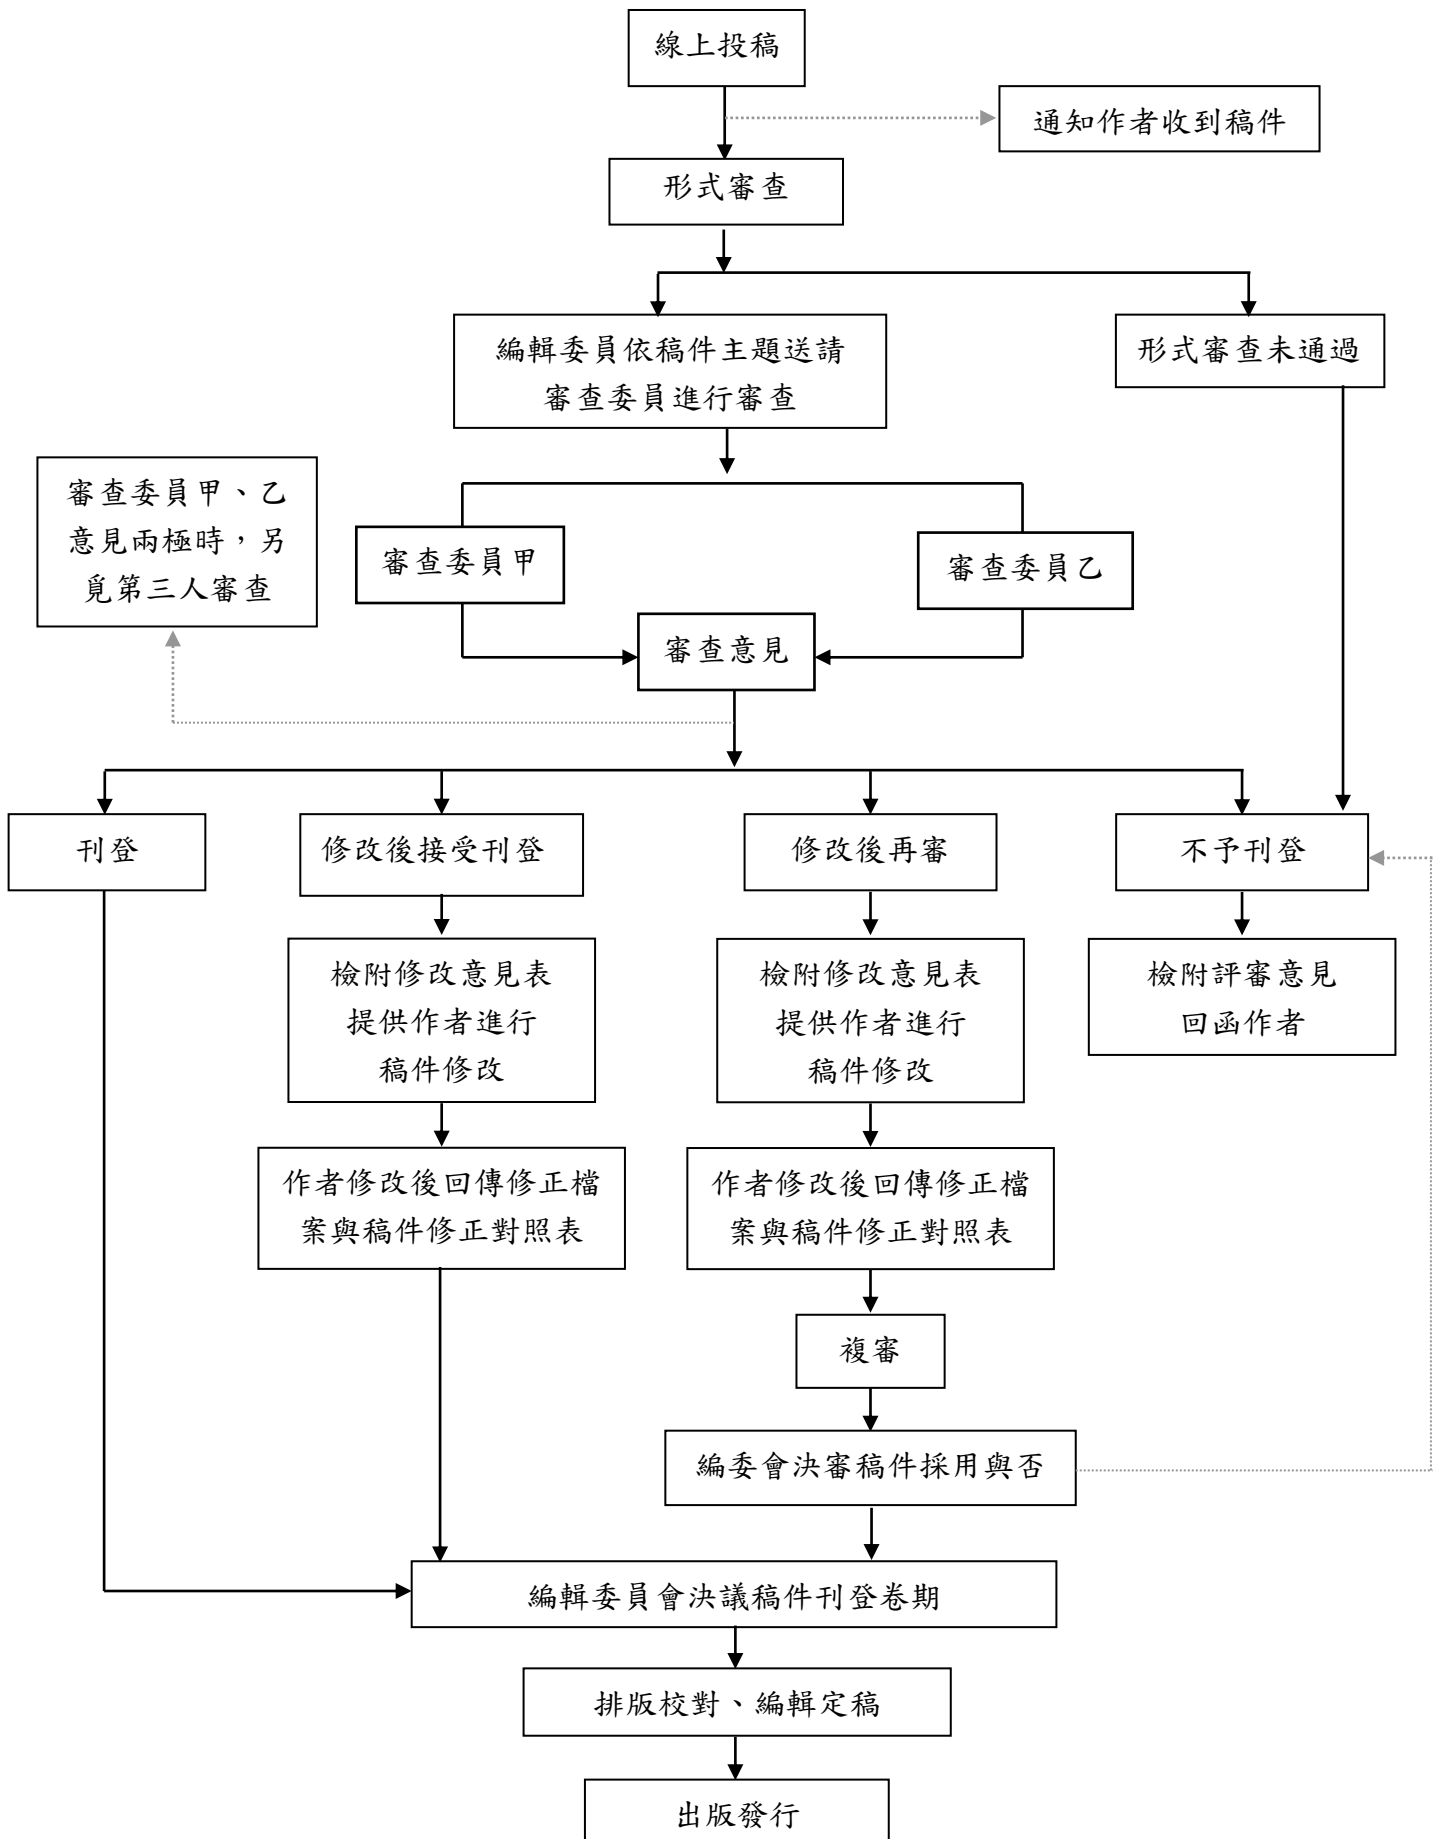 線上投稿
通知作者收到稿件
形式審查
編輯委員依稿件主題送請
審查委員進行審查
形式審查未通過
審查委員甲、乙
意見兩極時，另
覓第三人審查
審查委員甲
審查委員乙
審查意見
刊登
修改後接受刊登
修改後再審
不予刊登
檢附修改意見表
提供作者進行
稿件修改
檢附修改意見表
提供作者進行
稿件修改
檢附評審意見
回函作者
作者修改後回傳修正檔
案與稿件修正對照表
作者修改後回傳修正檔
案與稿件修正對照表
複審
編委會決審稿件採用與否
編輯委員會決議稿件刊登卷期
排版校對、編輯定稿
出版發行